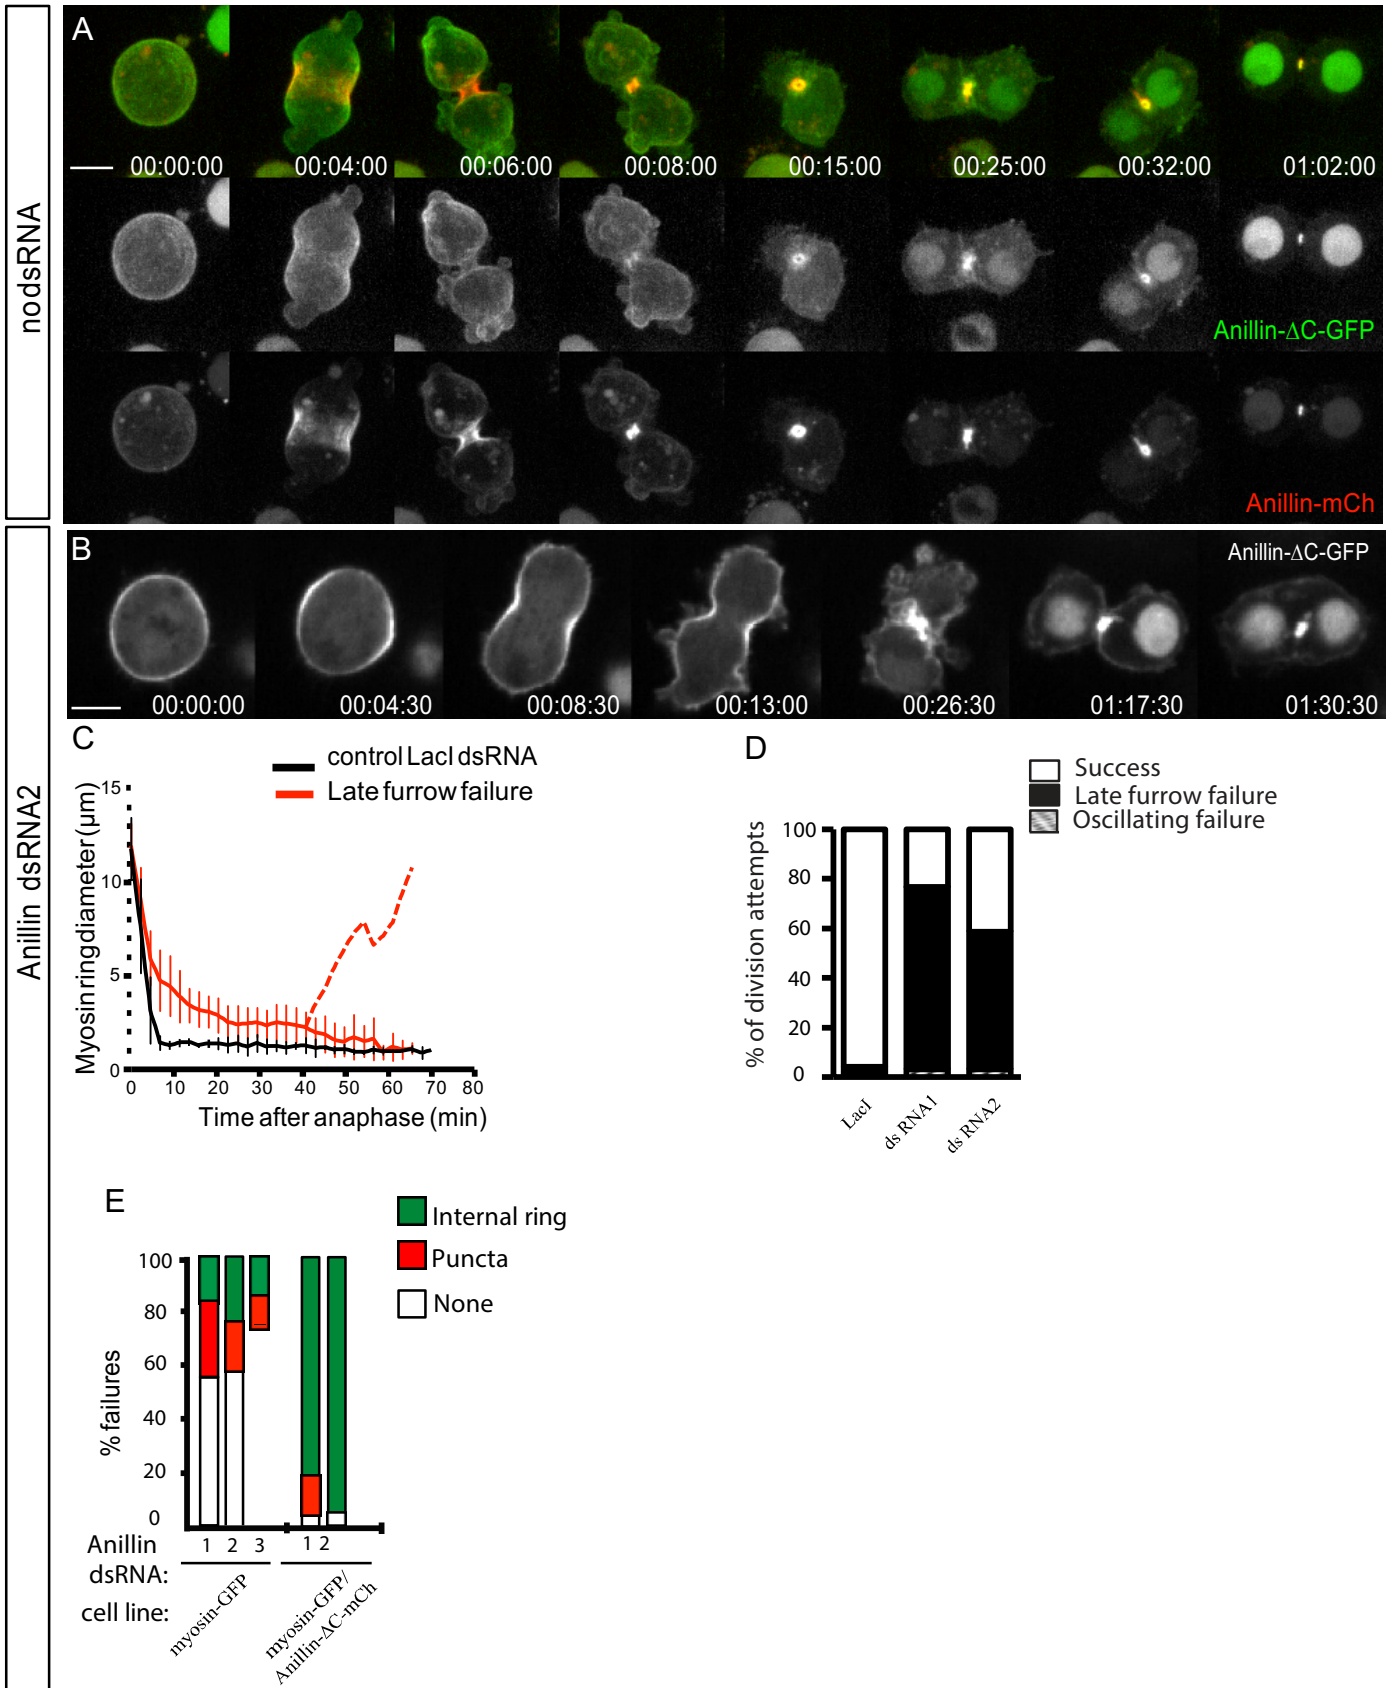 nodsRNA
A
00:00:00
00:04:00
00:06:00
00:08:00
00:15:00
00:25:00
00:32:00
01:02:00
Anillin-ΔC-GFP
Anillin-mCh
Anillin dsRNA2
B
Anillin-ΔC-GFP
00:00:00
00:04:30
00:08:30
00:13:00
00:26:30
01:17:30
01:30:30
C
control LacI dsRNA
Late furrow failure
Myosin ring diameter (μm)
15
10
5
0
0 10 20 30 40 50 60 70 80
Time after anaphase (min)
D
Success
Late furrow failure
Oscillating failure
% of division attempts
100
80
60
40
20
0
LacI
ds RNA1
ds RNA2
E
Internal ring
Puncta
None
% failures
100
80
60
40
20
0
Anillin dsRNA:
1 2 3 1 2
cell line:
myosin-GFP
myosin-GFP/
Anillin-ΔC-mCh